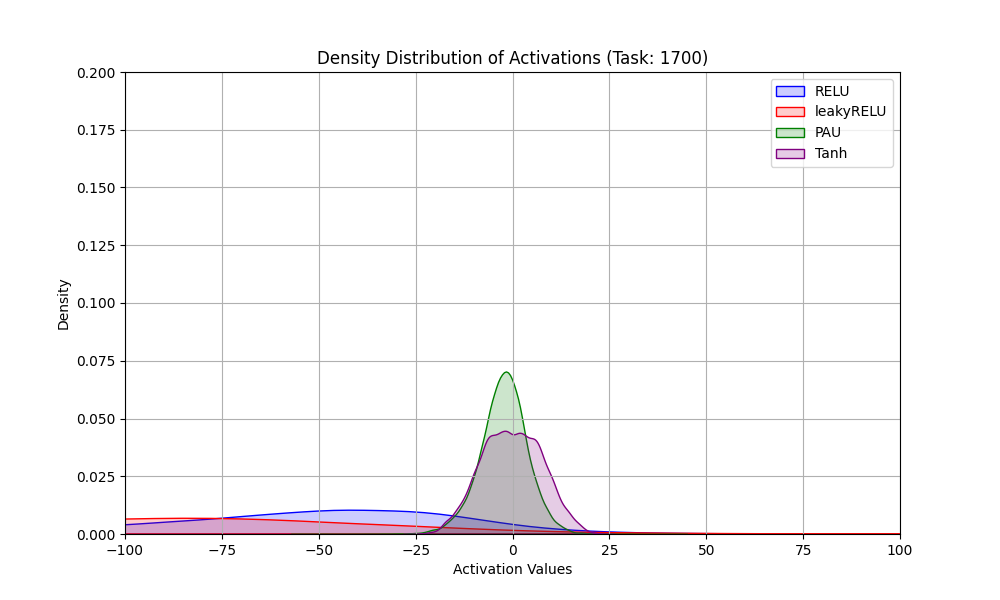 Density Distribution of Activations (Task: 1700)
0.200
0.175
0.150
0.125
0.100
0.075
0.050
0.025
0.000
Density
RELU
leakyRELU
PAU
Tanh
−100 −75 −50 −25 0 25 50 75 100
Activation Values